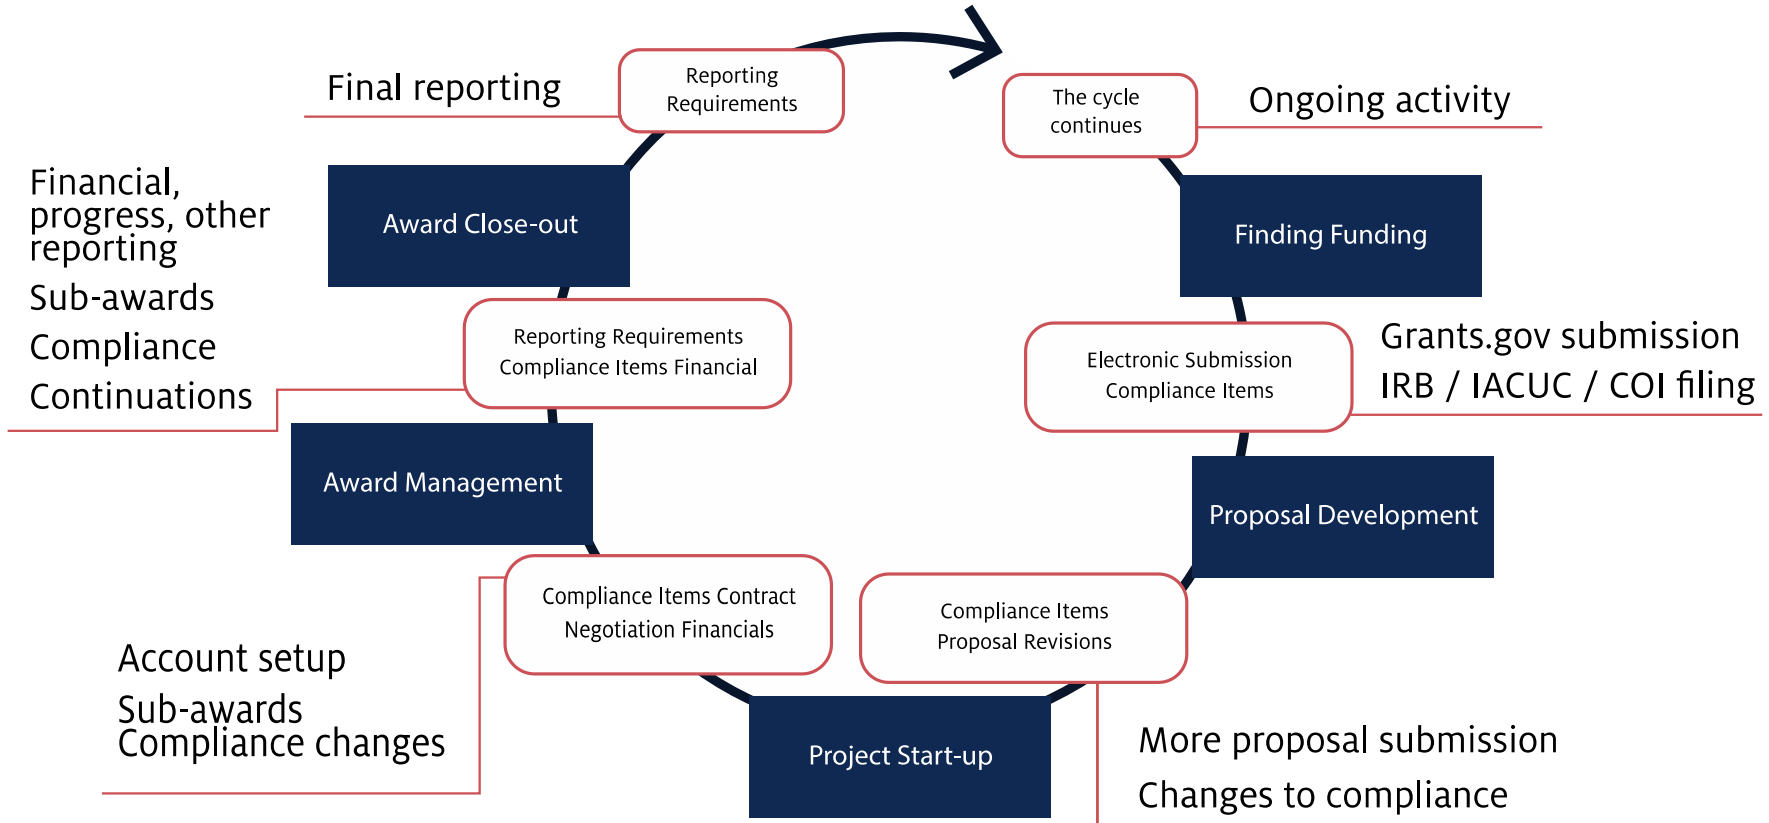 Final reporting
Reporting
Requirements
The cycle
continues
Ongoing activity
Financial,
progress, other
reporting
Sub-awards
Compliance
Continuations
Award Close-out
Finding Funding
Reporting Requirements
Compliance Items Financial
Electronic Submission
Compliance Items
Grants.gov submission
IRB / IACUC / COI filing
Award Management
Proposal Development
Compliance Items Contract
Negotiation Financials
Compliance Items
Proposal Revisions
Account setup
Sub-awards
Compliance changes
Project Start-up
More proposal submission
Changes to compliance